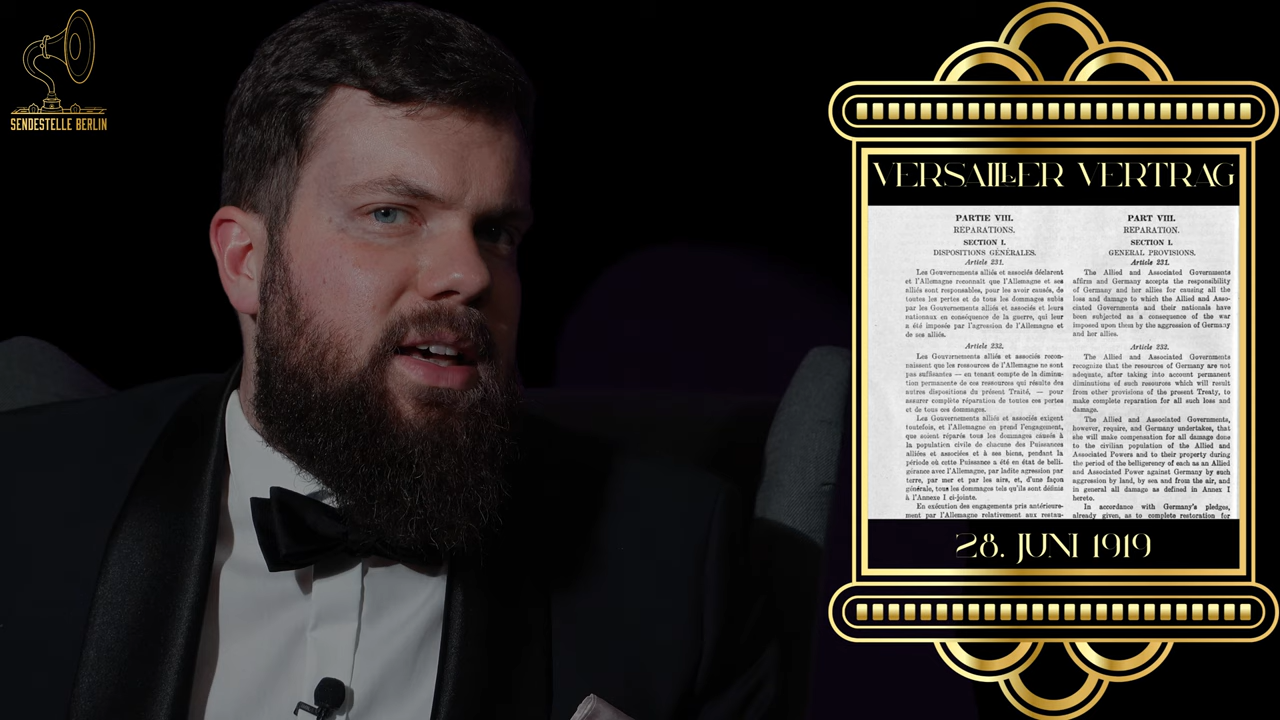 SENDESTELLE BERLIN
VERSAILLER VERTRAG
PARTIE VIII.
REPARATIONS.
SECTION I.
DISPOSITIONS GÉNÉRALES.
Article 231.
Les Gouvernements alliés et associés déclarent
et l'Allemagne reconnaît que l'Allemagne et ses
alliés sont responsables, pour les avoir causés, de
toutes les pertes et de tous les dommages subis
par les Gouvernements alliés et associés et leurs
nationaux en conséquence de la guerre, qui leur
a été imposée par l'agression de l'Allemagne et
de ses alliés.
Article 232.
Les Gouvernements alliés et associés recon-
naissent que les ressources de l'Allemagne ne sont
pas suffisantes — en tenant compte de la diminu-
tion permanente de ces ressources qui résulte des
autres dispositions du présent Traité, — pour
assurer complète réparation de toutes ces pertes
et de tous ces dommages.
Les Gouvernements alliés et associés exigent
toutefois, et l'Allemagne en prend l'engagement,
que soient réparés tous les dommages causés à
la population civile de chacune des Puissances
alliées et associées et à ses biens, pendant la
période où cette Puissance a été en état de belli-
gérance avec l'Allemagne, par ladite agression par
terre, par mer et par les airs, et, d'une façon
générale, tous les dommages tels qu'ils sont définis
à l'Annexe I ci-jointe.
En exécution des engagements pris antérieure-
ment par l'Allemagne relativement aux restau-
PART VIII.
REPARATION.
SECTION I.
GENERAL PROVISIONS.
Article 231.
The Allied and Associated Governments
affirm and Germany accepts the responsibility
of Germany and her allies for causing all the
loss and damage to which the Allied and Asso-
ciated Governments and their nationals have
been subjected as a consequence of the war
imposed upon them by the aggression of Germany
and her allies.
Article 232.
The Allied and Associated Governments
recognize that the resources of Germany are not
adequate, after taking into account permanent
diminutions of such resources which will result
from other provisions of the present Treaty, to
make complete reparation for all such loss and
damage.
The Allied and Associated Governments,
however, require, and Germany undertakes, that
she will make compensation for all damage done
to the civilian population of the Allied and
Associated Powers and to their property during
the period of the belligerency of each as an Allied
and Associated Power against Germany by such
aggression by land, by sea and from the air, and
in general all damage as defined in Annex I
hereto.
In accordance with Germany's pledges,
already given, as to complete restoration for
28. JUNI 1919